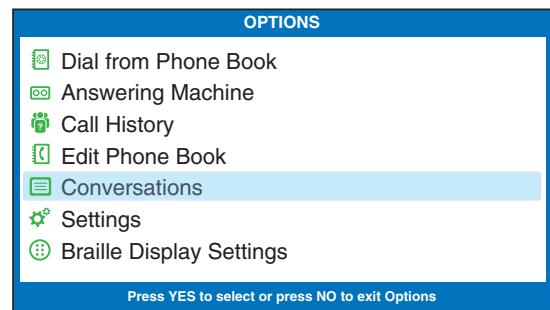 OPTIONS
Dial from Phone Book
Answering Machine
Call History
Edit Phone Book
Conversations
Settings
Braille Display Settings
Press YES to select or press NO to exit Options